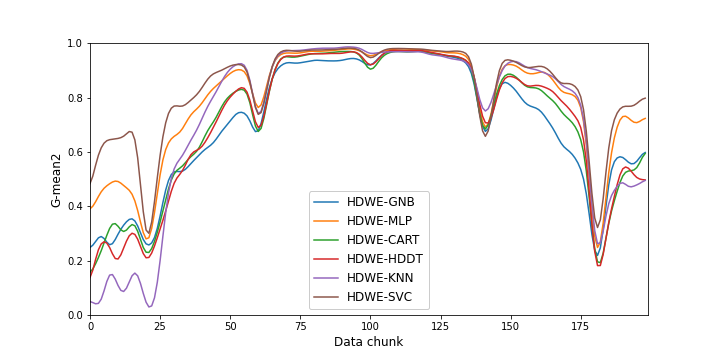 1.0
0.8
0.6
0.4
0.2
0.0
G-mean2
0 25 50 75 100 125 150 175
Data chunk
HDWE-GNB
HDWE-MLP
HDWE-CART
HDWE-HDDT
HDWE-KNN
HDWE-SVC